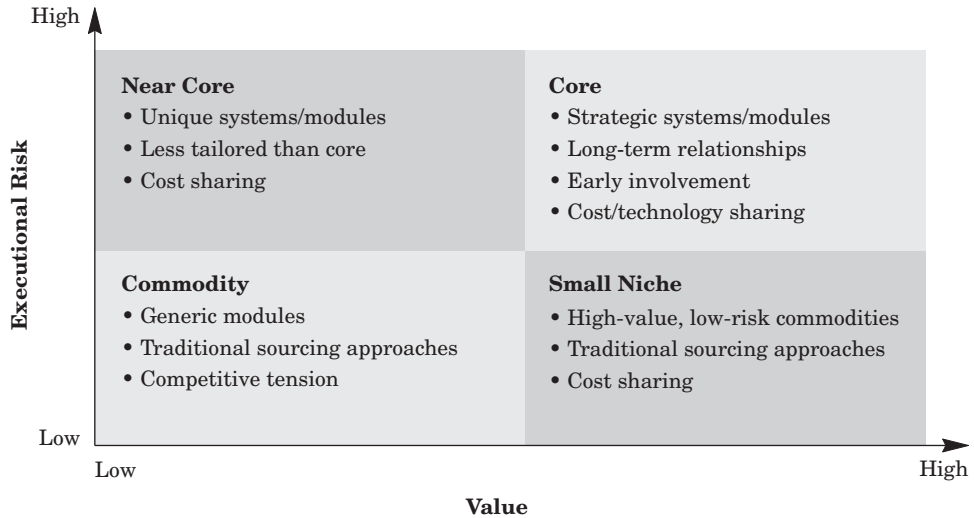 High
Executional Risk
Near Core
• Unique systems/modules
• Less tailored than core
• Cost sharing
Core
• Strategic systems/modules
• Long-term relationships
• Early involvement
• Cost/technology sharing
Commodity
• Generic modules
• Traditional sourcing approaches
• Competitive tension
Small Niche
• High-value, low-risk commodities
• Traditional sourcing approaches
• Cost sharing
Low
Low
High
Value